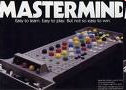 MASTERMIND
Easy to learn. Easy to play. But not so easy to win.